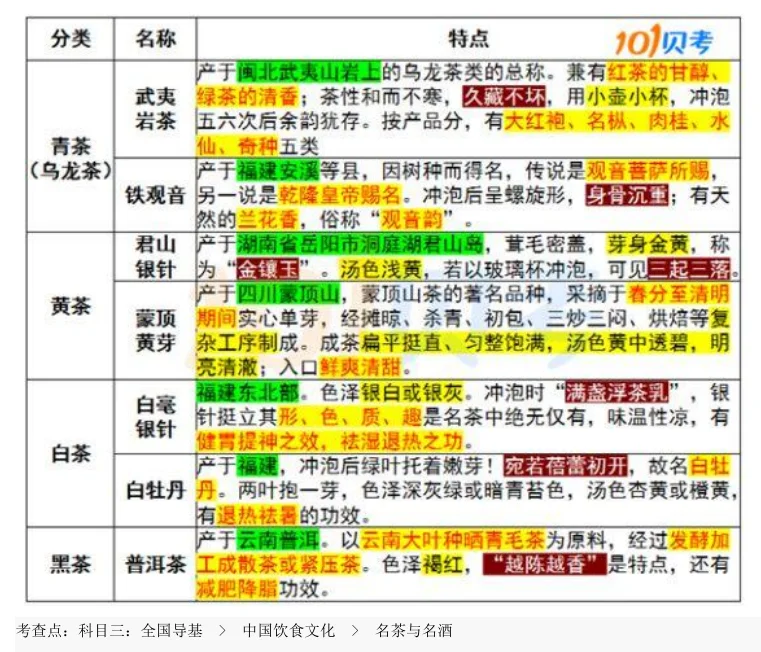 分类 名称 特点 101贝考
青茶
(乌龙茶)
武夷
岩茶
产于闽北武夷山岩上的乌龙茶类的总称。兼有红茶的甘醇、
绿茶的清香；茶性和而不寒，久藏不坏，用小壶小杯，冲泡
五六次后余韵犹存。按产品分，有大红袍、名枞、肉桂、水
仙、奇种五类
铁观音
产于福建安溪等县，因树种而得名，传说是观音菩萨所赐，
另一说是乾隆皇帝赐名。冲泡后呈螺旋形，身骨沉重；有天
然的兰花香，俗称“观音韵”。
黄茶
君山
银针
产于湖南省岳阳市洞庭湖君山岛，茸毛密盖，芽身金黄，称
为“金镶玉”。汤色浅黄，若以玻璃杯冲泡，可见三起三落。
蒙顶
黄芽
产于四川蒙顶山，蒙顶山茶的著名品种，采摘于春分至清明
期间实心单芽，经摊晾、杀青、初包、三炒三闷、烘焙等复
杂工序制成。成茶扁平挺直、匀整饱满，汤色黄中透碧，明
亮清澈；入口鲜爽清甜。
白茶
白毫
银针
福建东北部。色泽银白或银灰。冲泡时“满盏浮茶乳”，银
针挺立其形、色、质、趣是名茶中绝无仅有，味温性凉，有
健胃提神之效，祛湿退热之功。
白牡丹
产于福建，冲泡后绿叶托着嫩芽！宛若蓓蕾初开，故名白牡
丹。两叶抱一芽，色泽深灰绿或暗青苔色，汤色杏黄或橙黄，
有退热祛暑的功效。
黑茶
普洱茶
产于云南普洱。以云南大叶种晒青毛茶为原料，经过发酵加
工成散茶或紧压茶。色泽褐红，“越陈越香”是特点，还有
减肥降脂功效。
考查点：科目三：全国导基 > 中国饮食文化 > 名茶与名酒